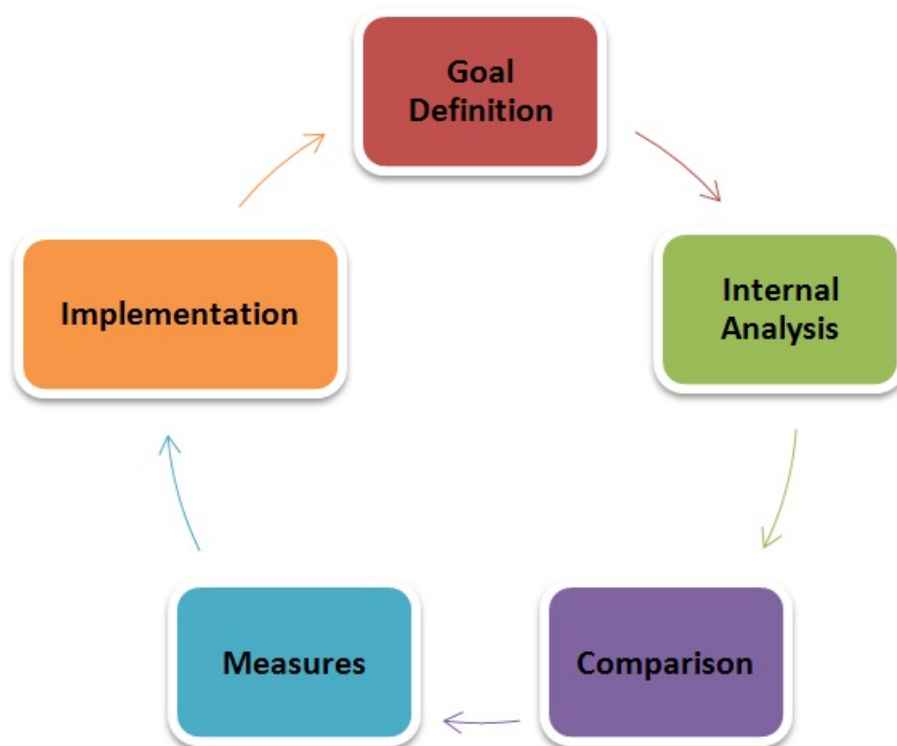 Goal
Definition
Internal
Analysis
Comparison
Measures
Implementation